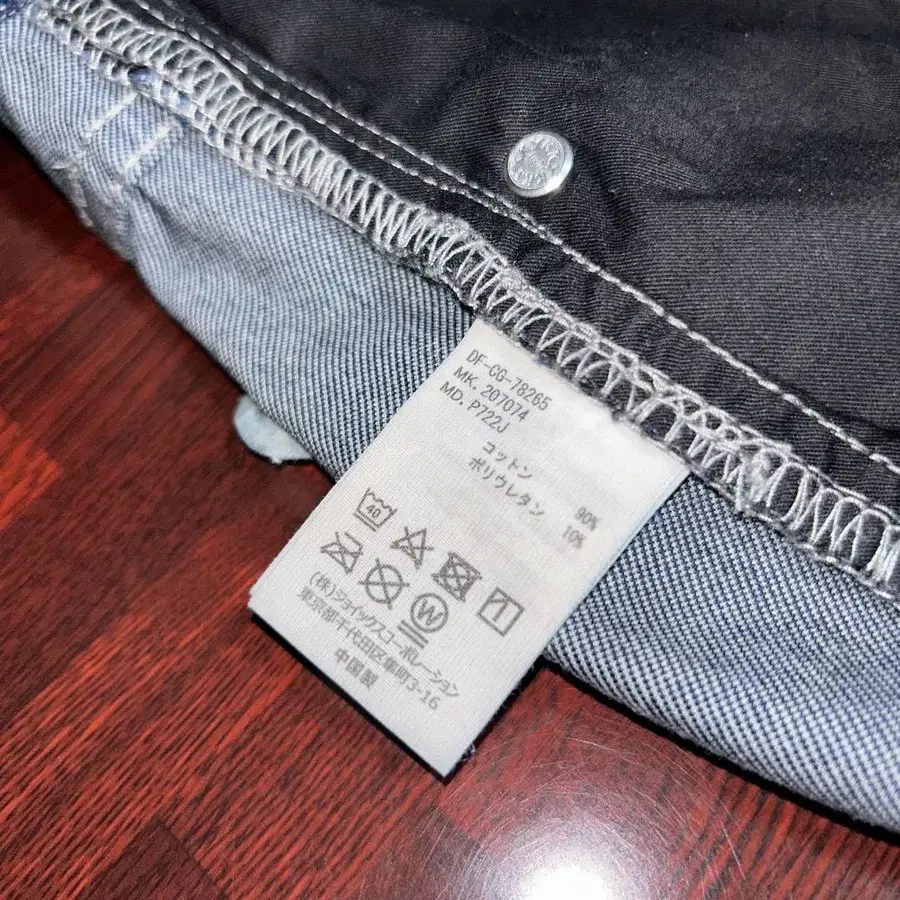 DF-CG-78265
MK. 207074
MD. P722J
コットン 90%
ポリウレタン 10%
40
W
(株)ジョイックスコーポレーション
東京都千代田区隼町3-16
中国製